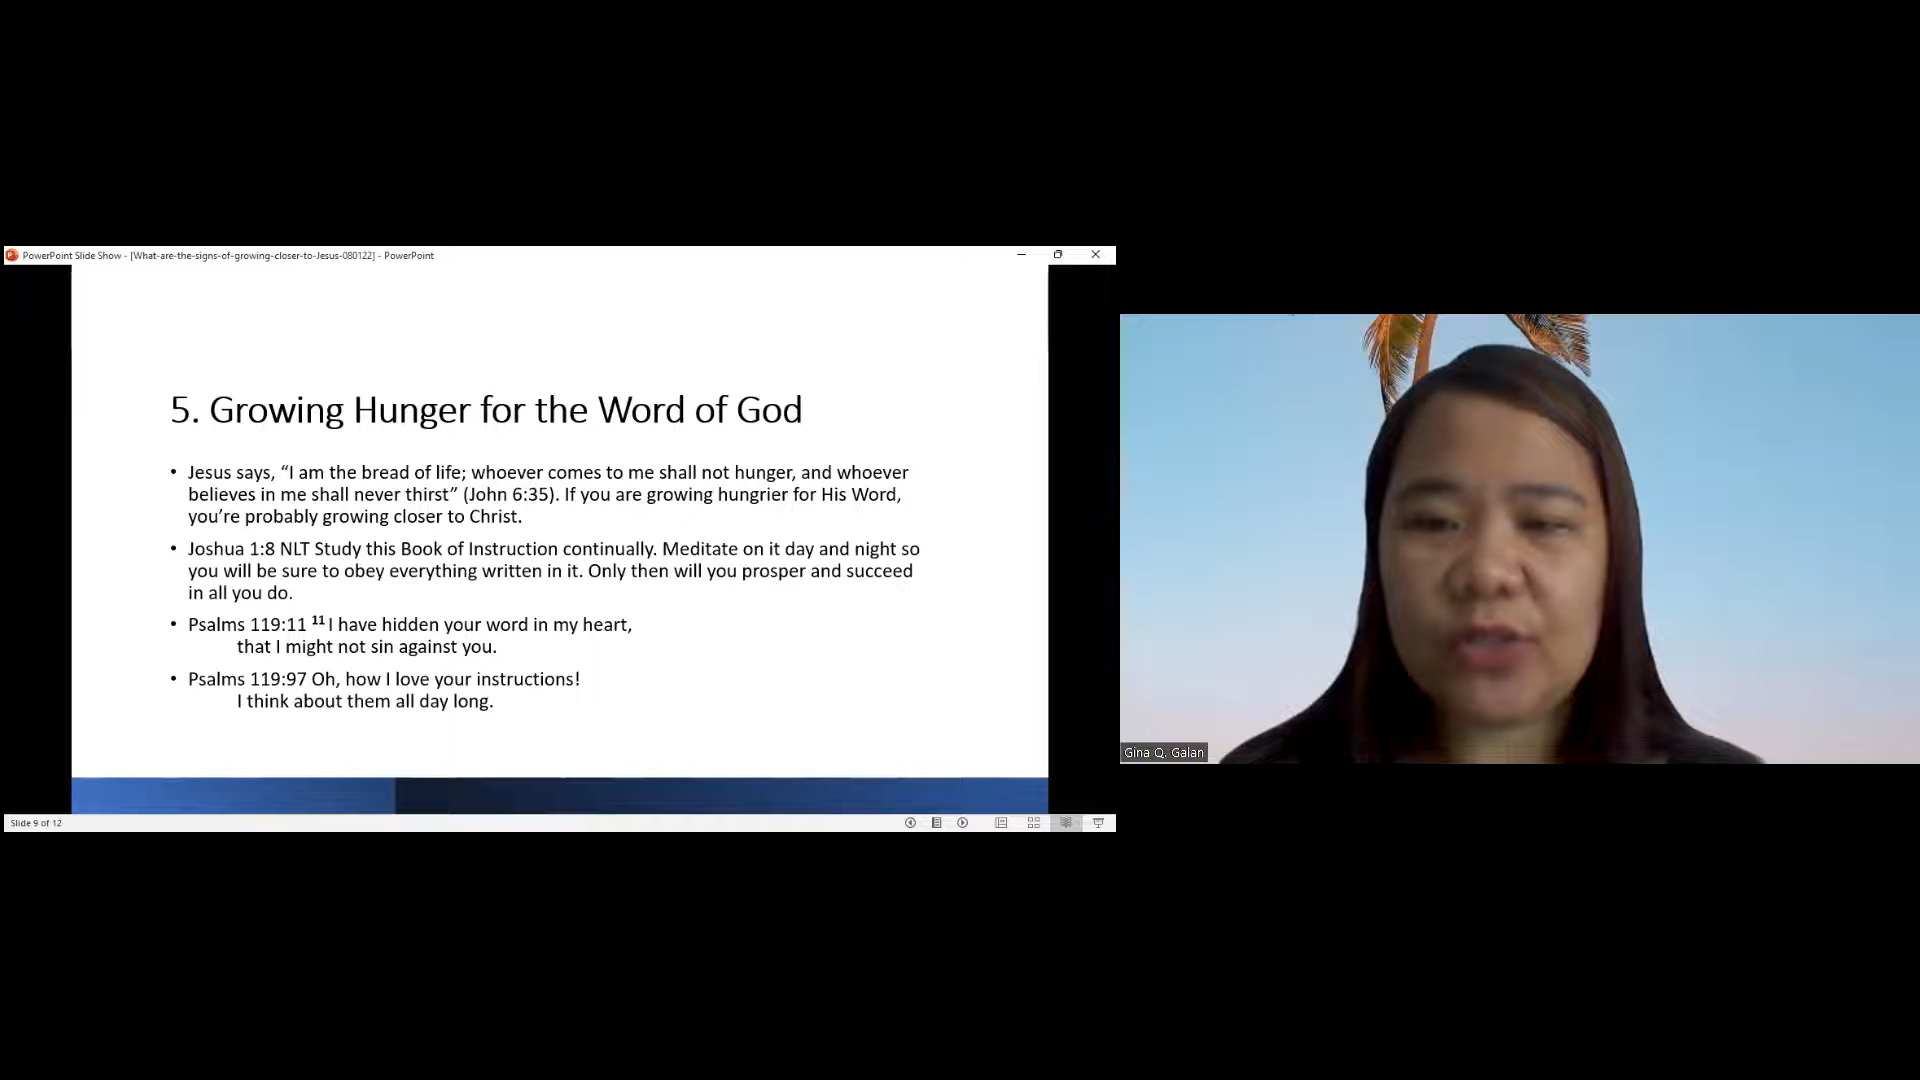 PowerPoint Slide Show - [What-are-the-signs-of-growing-closer-to-Jesus-080122] - PowerPoint
5. Growing Hunger for the Word of God
• Jesus says, “I am the bread of life; whoever comes to me shall not hunger, and whoever
believes in me shall never thirst” (John 6:35). If you are growing hungrier for His Word,
you’re probably growing closer to Christ.
• Joshua 1:8 NLT Study this Book of Instruction continually. Meditate on it day and night so
you will be sure to obey everything written in it. Only then will you prosper and succeed
in all you do.
• Psalms 119:11 11 I have hidden your word in my heart,
that I might not sin against you.
• Psalms 119:97 Oh, how I love your instructions!
I think about them all day long.
Slide 9 of 12
Gina Q. Galan